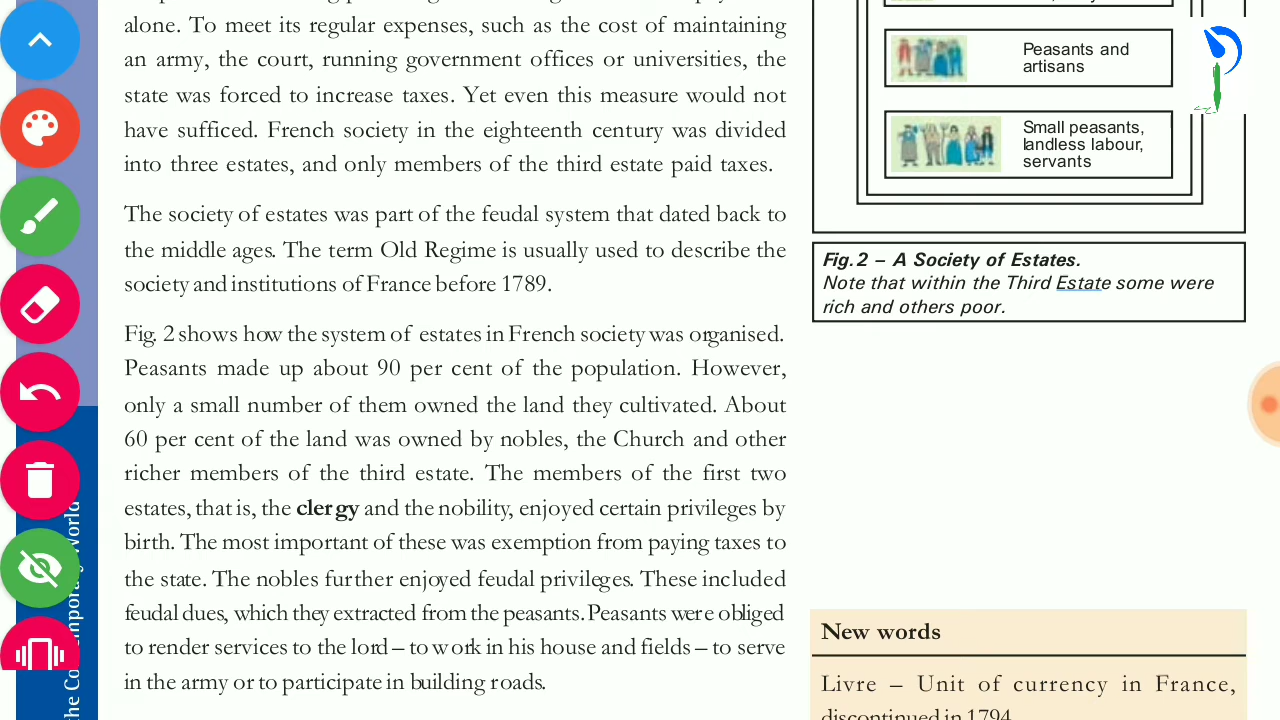 alone. To meet its regular expenses, such as the cost of maintaining
an army, the court, running government offices or universities, the
state was forced to increase taxes. Yet even this measure would not
have sufficed. French society in the eighteenth century was divided
into three estates, and only members of the third estate paid taxes.
The society of estates was part of the feudal system that dated back to
the middle ages. The term Old Regime is usually used to describe the
society and institutions of France before 1789.
Fig. 2 shows how the system of estates in French society was organised.
Peasants made up about 90 per cent of the population. However,
only a small number of them owned the land they cultivated. About
60 per cent of the land was owned by nobles, the Church and other
richer members of the third estate. The members of the first two
estates, that is, the clergy and the nobility, enjoyed certain privileges by
birth. The most important of these was exemption from paying taxes to
the state. The nobles further enjoyed feudal privileges. These included
feudal dues, which they extracted from the peasants. Peasants were obliged
to render services to the lord – to work in his house and fields – to serve
in the army or to participate in building roads.
Peasants and
artisans
Small peasants,
landless labour,
servants
Fig.2 – A Society of Estates.
Note that within the Third Estate some were
rich and others poor.
New words
Livre – Unit of currency in France,
discontinued in 1794